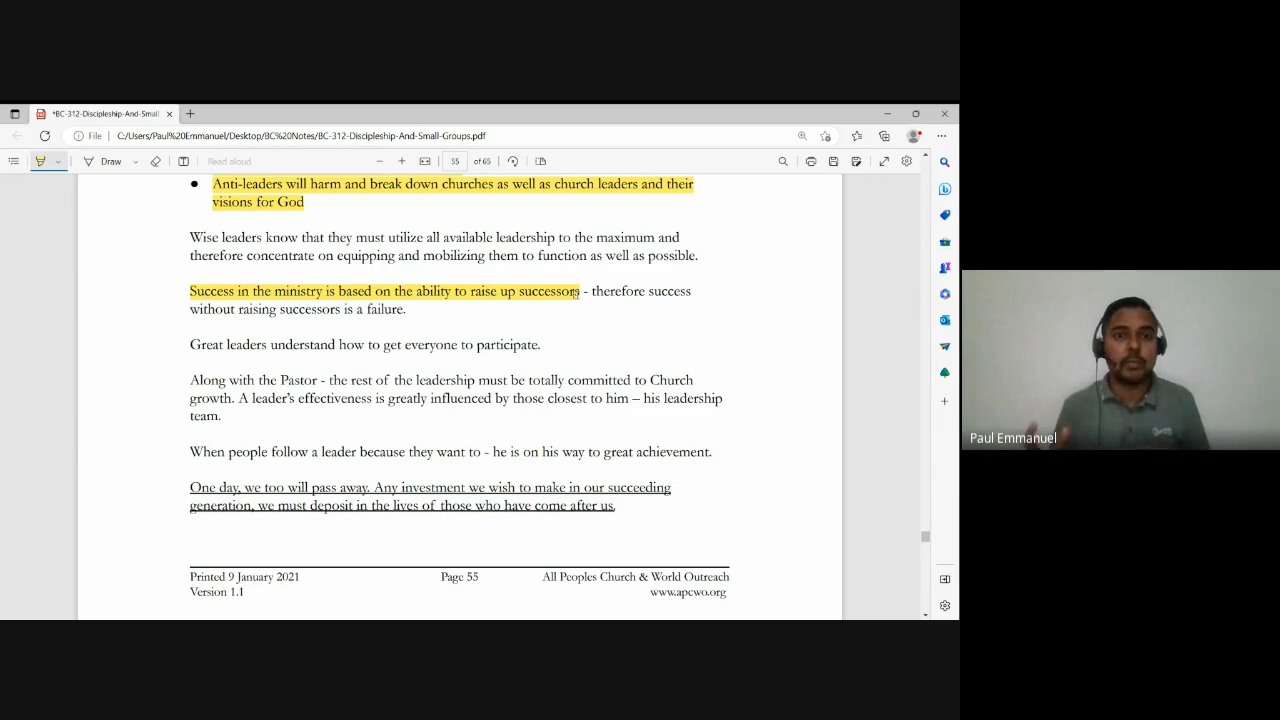 *BC-312-Discipleship-And-Small
File
C:/Users/Paul%20Emmanuel/Desktop/BC%20Notes/BC-312-Discipleship-And-Small-Groups.pdf
Draw
Read aloud
55
of 65
Anti-leaders will harm and break down churches as well as church leaders and their
visions for God
Wise leaders know that they must utilize all available leadership to the maximum and
therefore concentrate on equipping and mobilizing them to function as well as possible.
Success in the ministry is based on the ability to raise up successors - therefore success
without raising successors is a failure.
Great leaders understand how to get everyone to participate.
Along with the Pastor - the rest of the leadership must be totally committed to Church
growth. A leader's effectiveness is greatly influenced by those closest to him – his leadership
team.
When people follow a leader because they want to - he is on his way to great achievement.
One day, we too will pass away. Any investment we wish to make in our succeeding
generation, we must deposit in the lives of those who have come after us.
Printed 9 January 2021
Page 55
All Peoples Church & World Outreach
Version 1.1
www.apcwo.org
Paul Emmanuel